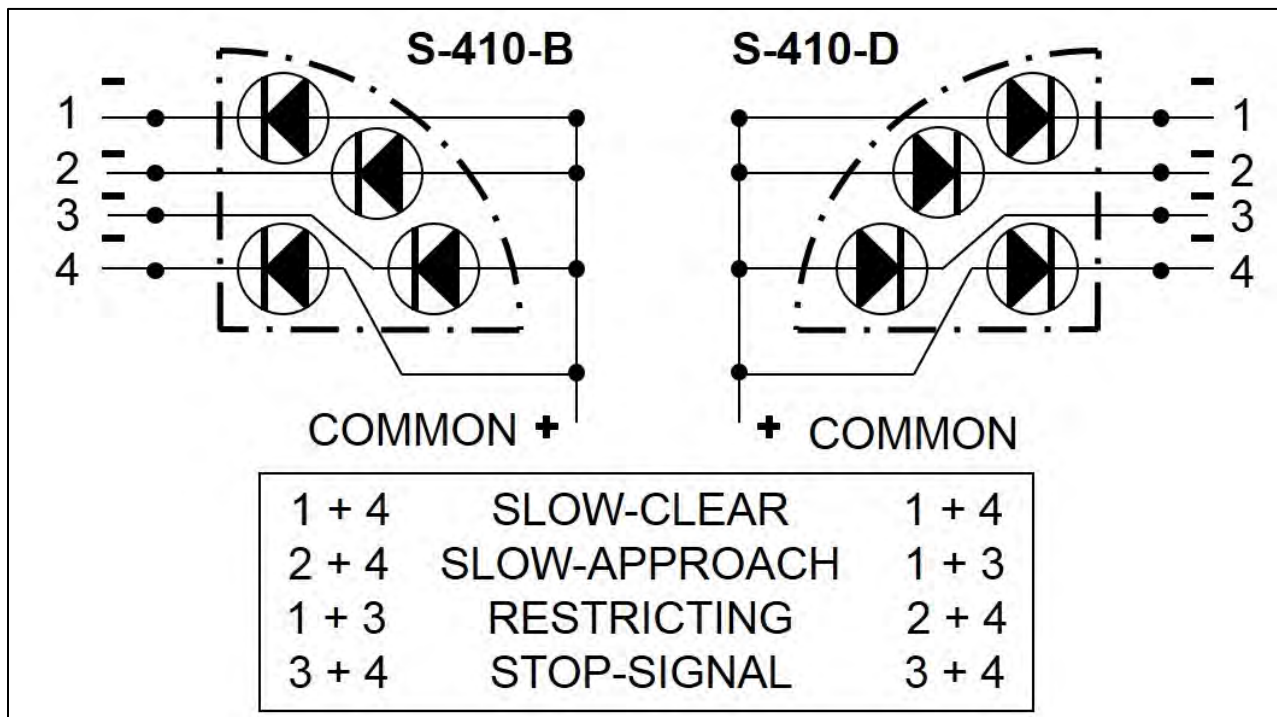 S-410-B S-410-D
- -
1 1
- -
2 2
- -
3 3
- -
4 4
COMMON + + COMMON
1 + 4 SLOW-CLEAR 1 + 4
2 + 4 SLOW-APPROACH 1 + 3
1 + 3 RESTRICTING 2 + 4
3 + 4 STOP-SIGNAL 3 + 4